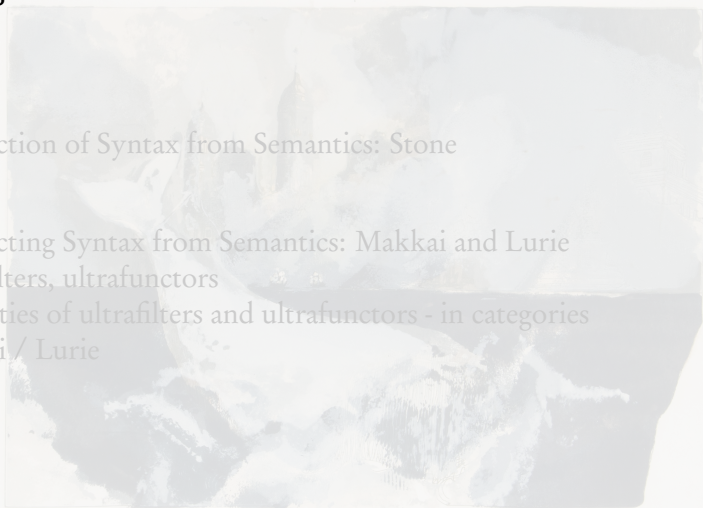 ction of Syntax from Semantics: Stone
cting Syntax from Semantics: Makkai and Lurie
lters, ultrafunctors
ties of ultrafilters and ultrafunctors - in categories
i / Lurie